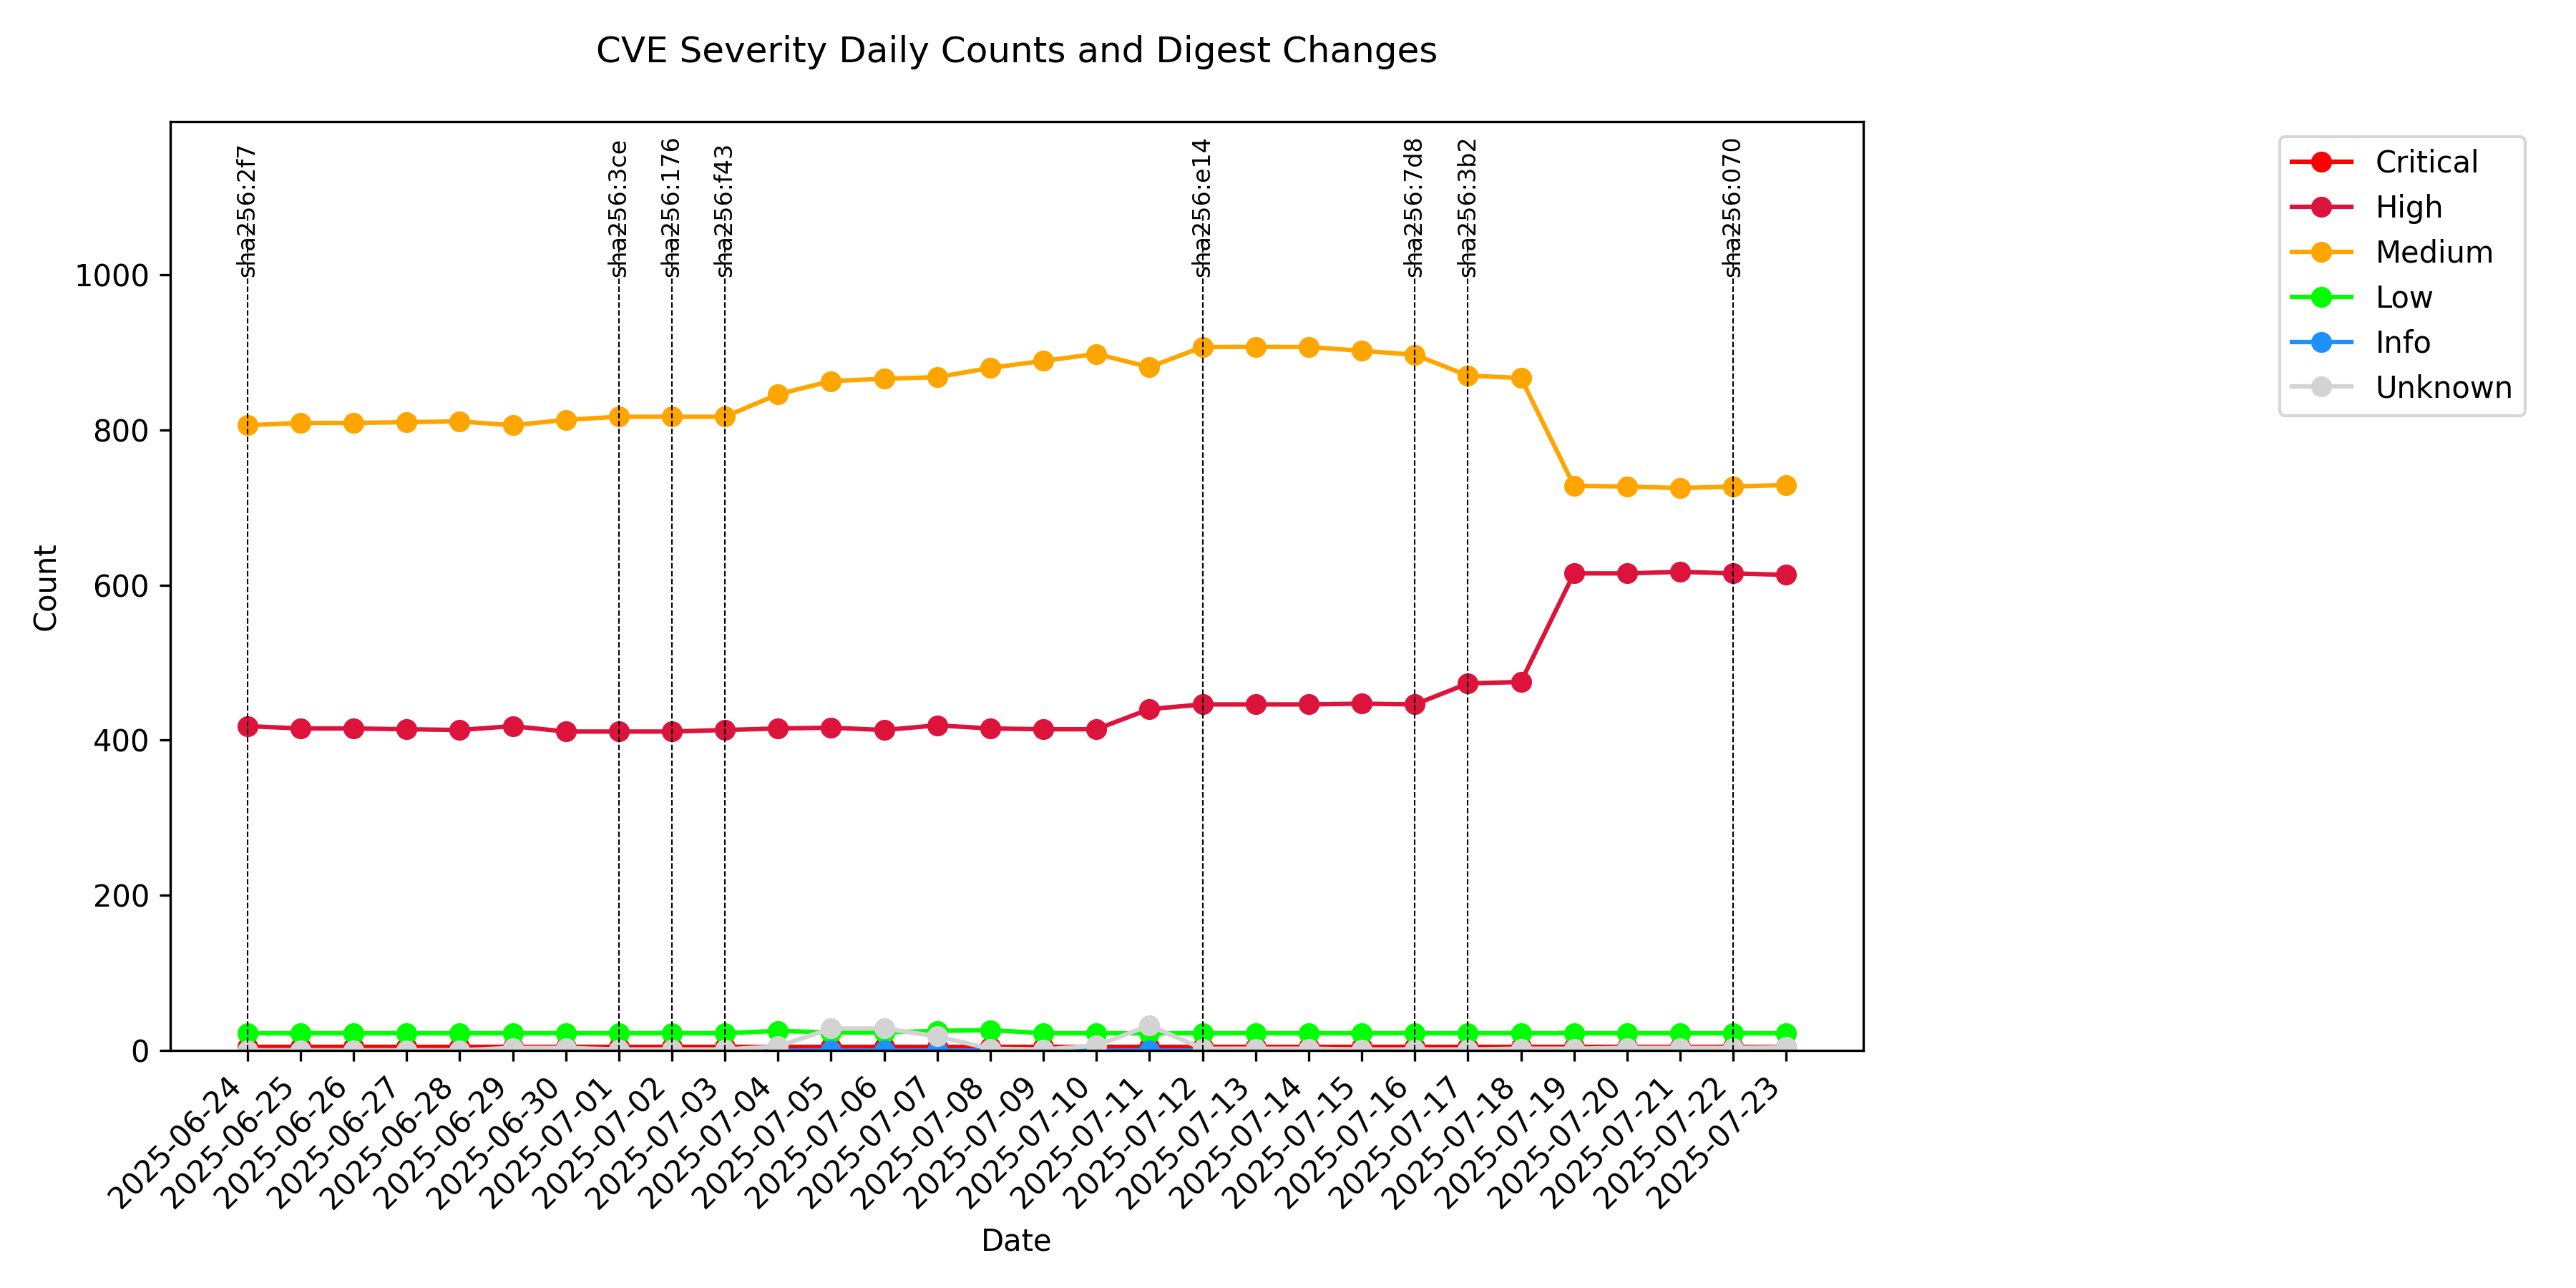 CVE Severity Daily Counts and Digest Changes
sha256:2f7
sha256:3ce
sha256:176
sha256:f43
sha256:e14
sha256:7d8
sha256:3b2
sha256:070
Critical
High
Medium
Low
Info
Unknown
Count
1000
800
600
400
200
0
2025-06-24
2025-06-25
2025-06-26
2025-06-27
2025-06-28
2025-06-29
2025-06-30
2025-07-01
2025-07-02
2025-07-03
2025-07-04
2025-07-05
2025-07-06
2025-07-07
2025-07-08
2025-07-09
2025-07-10
2025-07-11
2025-07-12
2025-07-13
2025-07-14
2025-07-15
2025-07-16
2025-07-17
2025-07-18
2025-07-19
2025-07-20
2025-07-21
2025-07-22
2025-07-23
Date